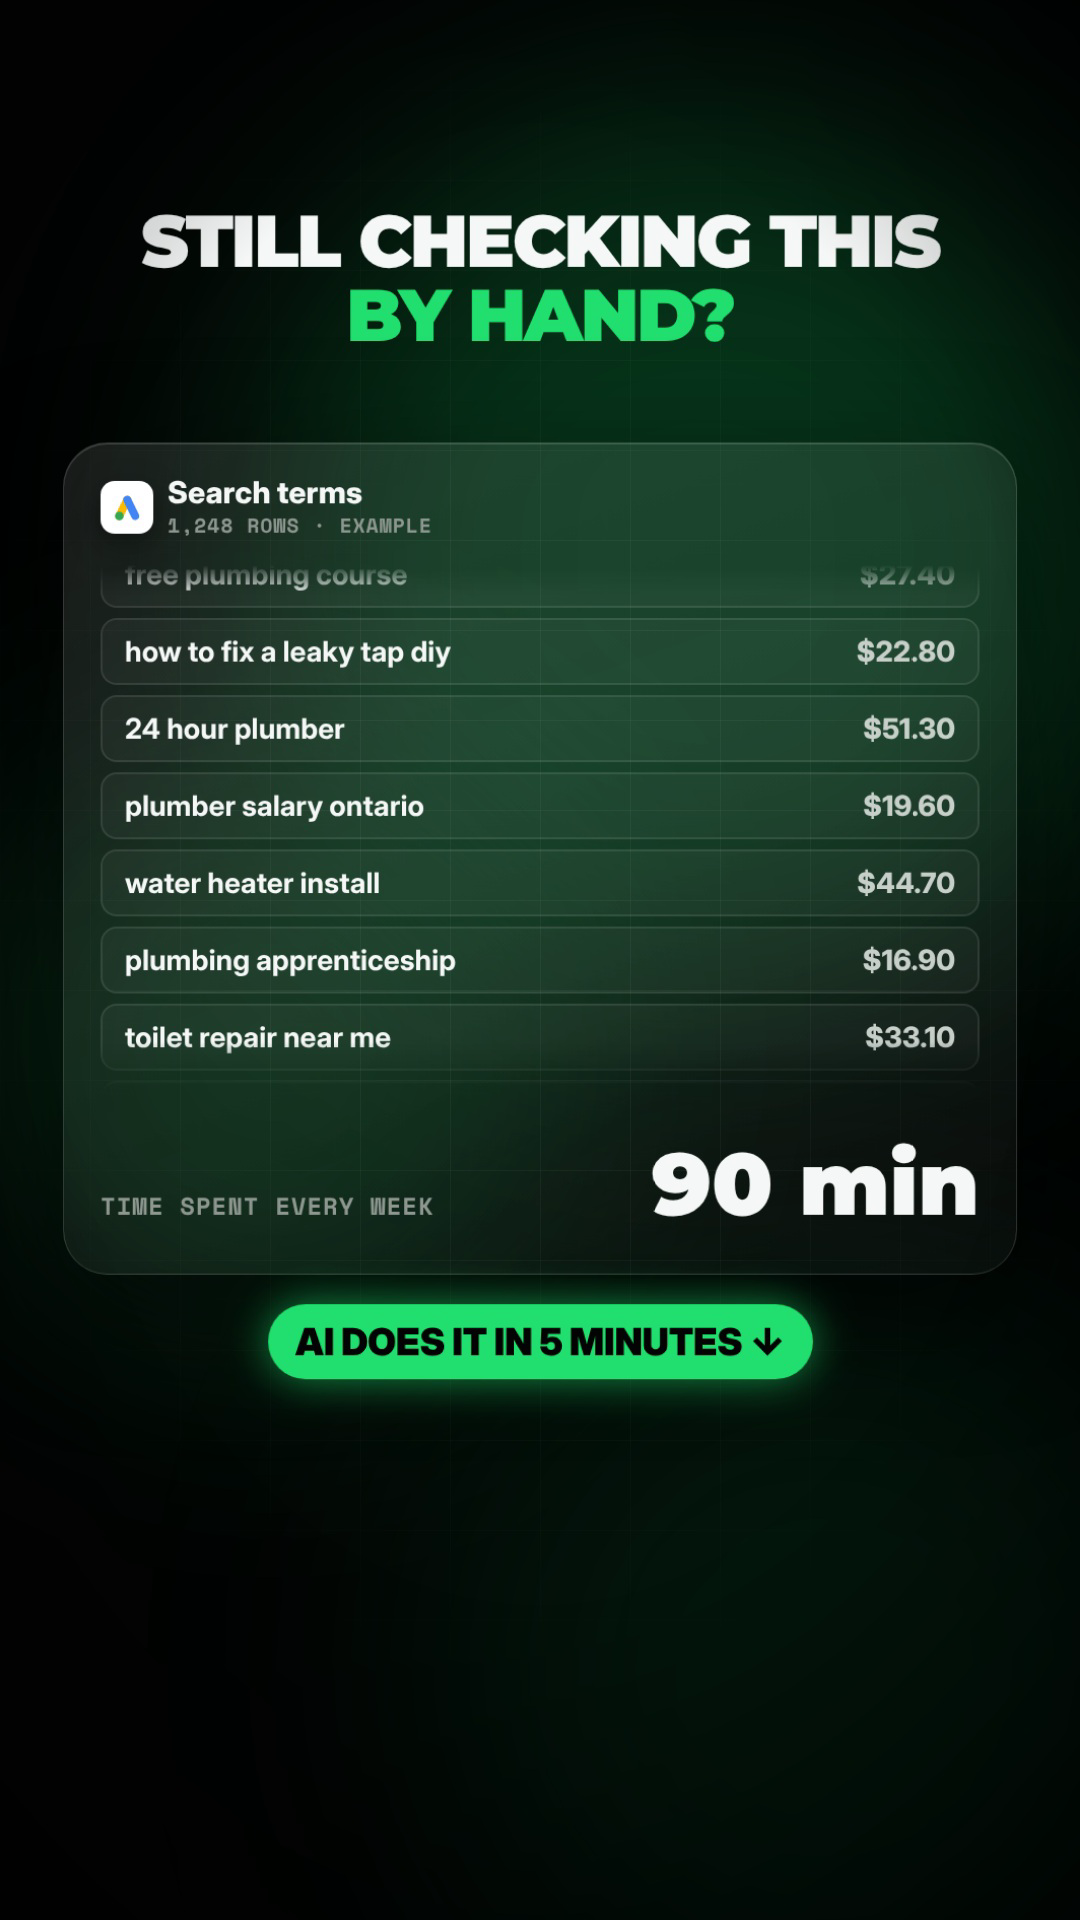 STILL CHECKING THIS
BY HAND?
Search terms
1,248 ROWS · EXAMPLE
free plumbing course $27.40
how to fix a leaky tap diy $22.80
24 hour plumber $51.30
plumber salary ontario $19.60
water heater install $44.70
plumbing apprenticeship $16.90
toilet repair near me $33.10
TIME SPENT EVERY WEEK 90 min
AI DOES IT IN 5 MINUTES ↓